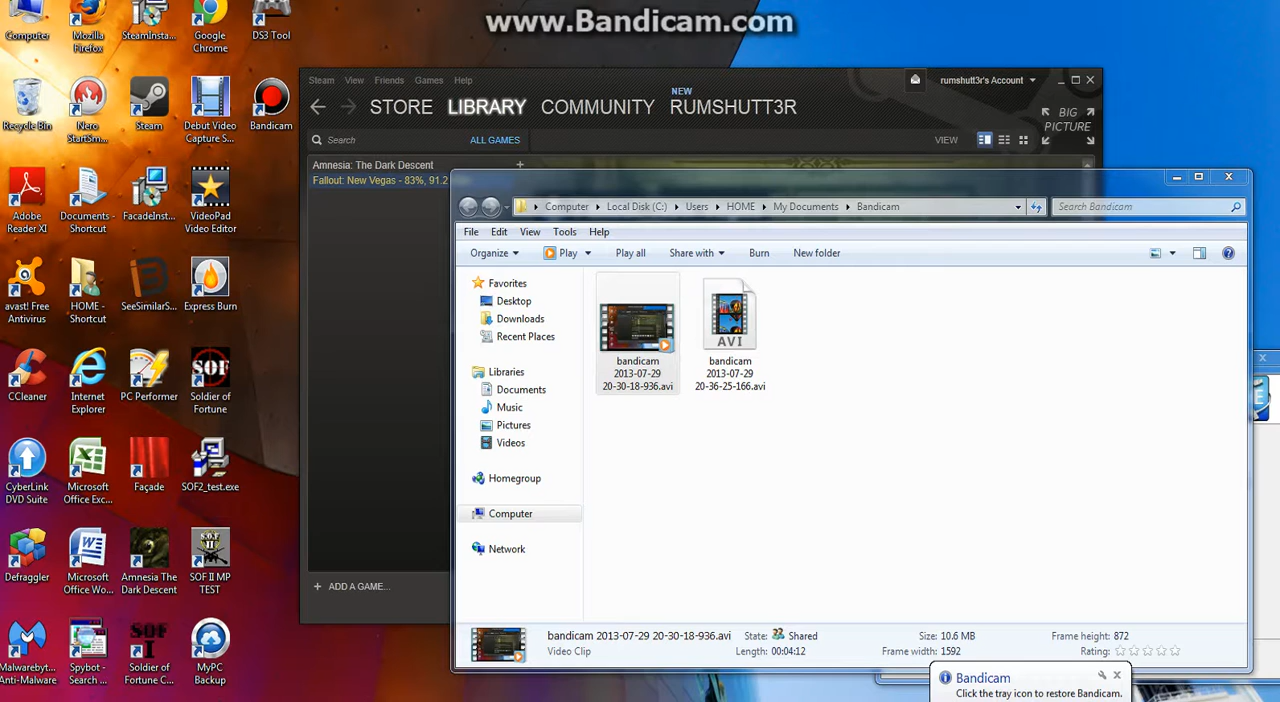 www.Bandicam.com
Computer
Mozilla
Firefox
SteamInsta...
Google
Chrome
DS3 Tool
Recycle Bin
Nero
StartSm...
Steam
Debut Video
Capture S...
Bandicam
Adobe
Reader XI
Documents -
Shortcut
FacadeInst...
VideoPad
Video Editor
avast! Free
Antivirus
HOME -
Shortcut
SeeSimilarS...
Express Burn
CCleaner
Internet
Explorer
PC Performer
SOF
Soldier of
Fortune
CyberLink
DVD Suite
Microsoft
Office Exc...
Façade
SOF2_test.exe
Defraggler
Microsoft
Office Wo...
Amnesia The
Dark Descent
SOF II MP
TEST
Malwarebyt...
Anti-Malware
Spybot -
Search ...
SOF
I
Soldier of
Fortune C...
MyPC
Backup
Steam View Friends Games Help
rumshutt3r's Account
NEW
STORE LIBRARY COMMUNITY RUMSHUTT3R
BIG
PICTURE
Search ALL GAMES VIEW
Amnesia: The Dark Descent
Fallout: New Vegas - 83%, 91.2
+ ADD A GAME...
Computer Local Disk (C:) Users HOME My Documents Bandicam Search Bandicam
File Edit View Tools Help
Organize Play Play all Share with Burn New folder
Favorites
Desktop
Downloads
Recent Places
Libraries
Documents
Music
Pictures
Videos
Homegroup
Computer
Network
bandicam
2013-07-29
20-30-18-936.avi
AVI
bandicam
2013-07-29
20-36-25-166.avi
bandicam 2013-07-29 20-30-18-936.avi State: Shared Size: 10.6 MB Frame height: 872
Video Clip Length: 00:04:12 Frame width: 1592 Rating:
Bandicam
Click the tray icon to restore Bandicam.